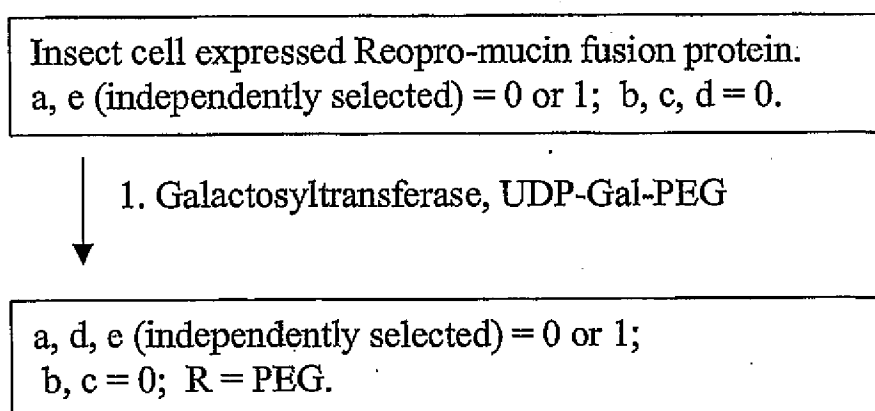 Insect cell expressed Reopro-mucin fusion protein.
a, e (independently selected) = 0 or 1; b, c, d = 0.
1. Galactosyltransferase, UDP-Gal-PEG
a, d, e (independently selected) = 0 or 1;
b, c = 0; R = PEG.